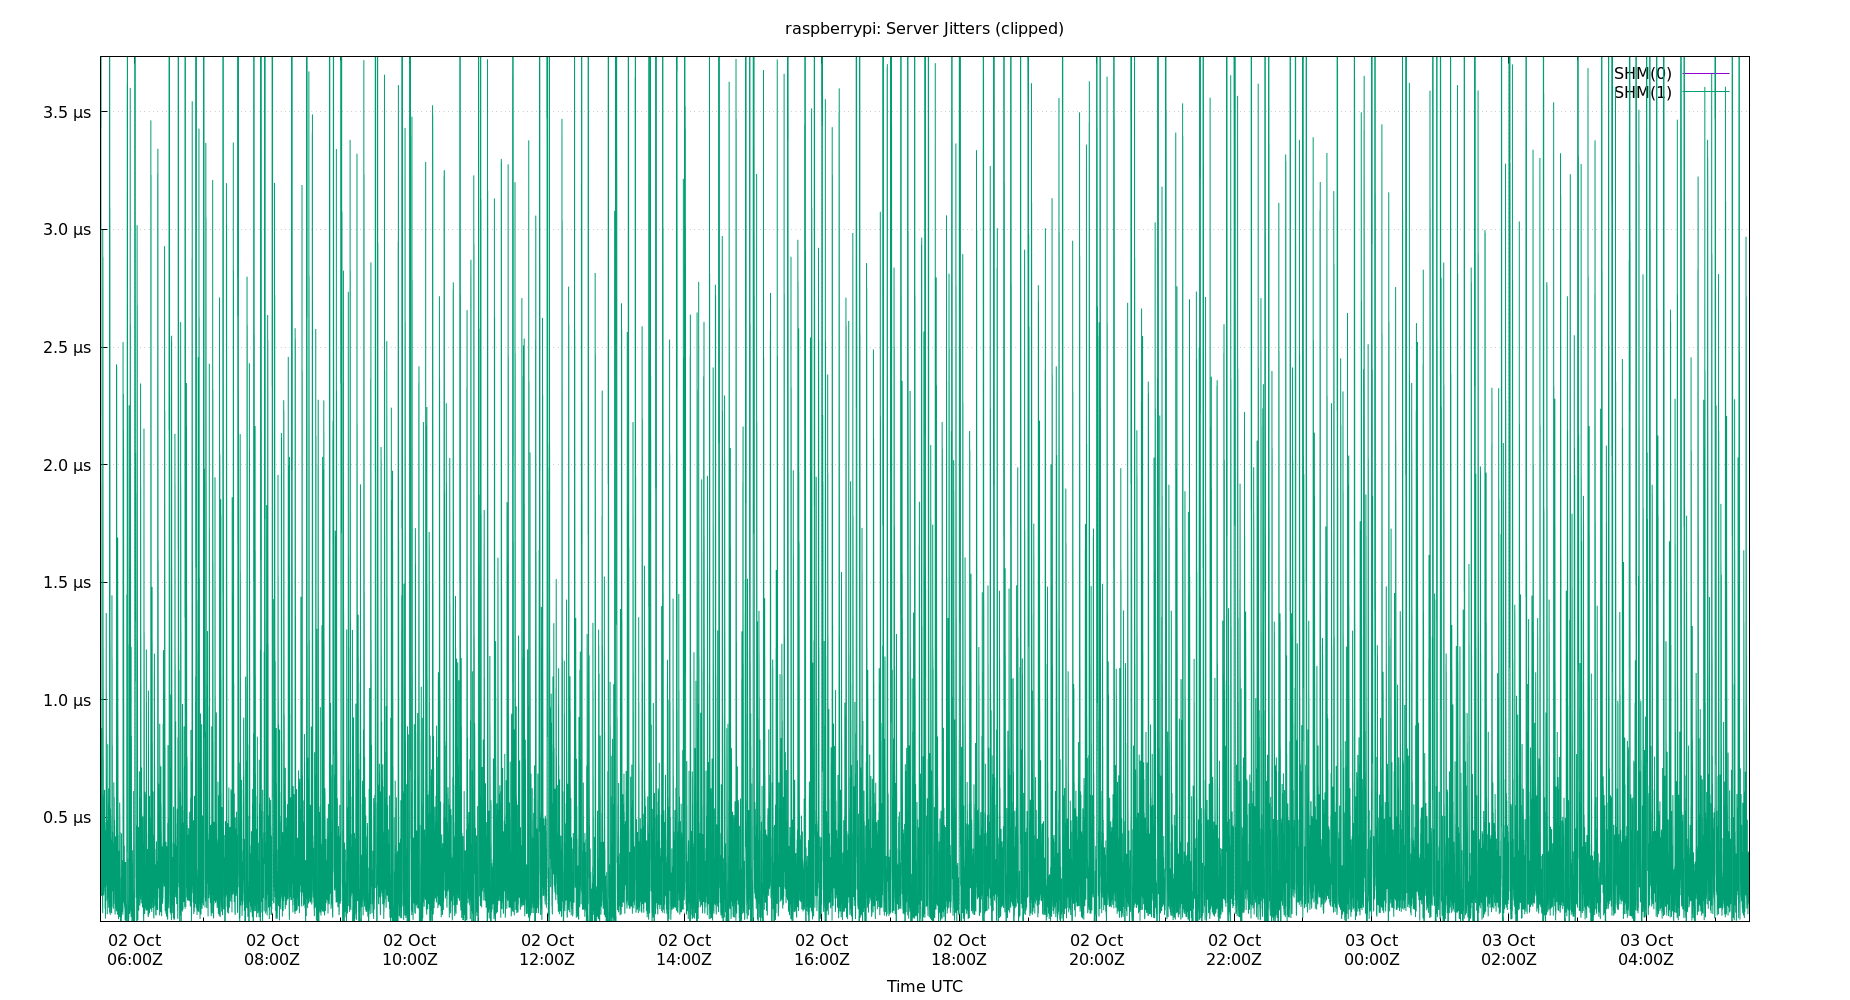 raspberrypi: Server Jitters (clipped)
SHM(0)
SHM(1)
3.5 µs
3.0 µs
2.5 µs
2.0 µs
1.5 µs
1.0 µs
0.5 µs
02 Oct 02 Oct 02 Oct 02 Oct 02 Oct 02 Oct 02 Oct 02 Oct 02 Oct 03 Oct 03 Oct 03 Oct
06:00Z 08:00Z 10:00Z 12:00Z 14:00Z 16:00Z 18:00Z 20:00Z 22:00Z 00:00Z 02:00Z 04:00Z
Time UTC